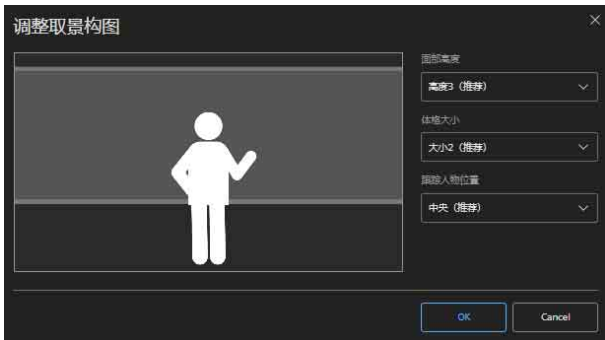 调整取景构图
面部高度
高度3（推荐）
体格大小
大小2（推荐）
跟踪人物位置
中央（推荐）
OK
Cancel